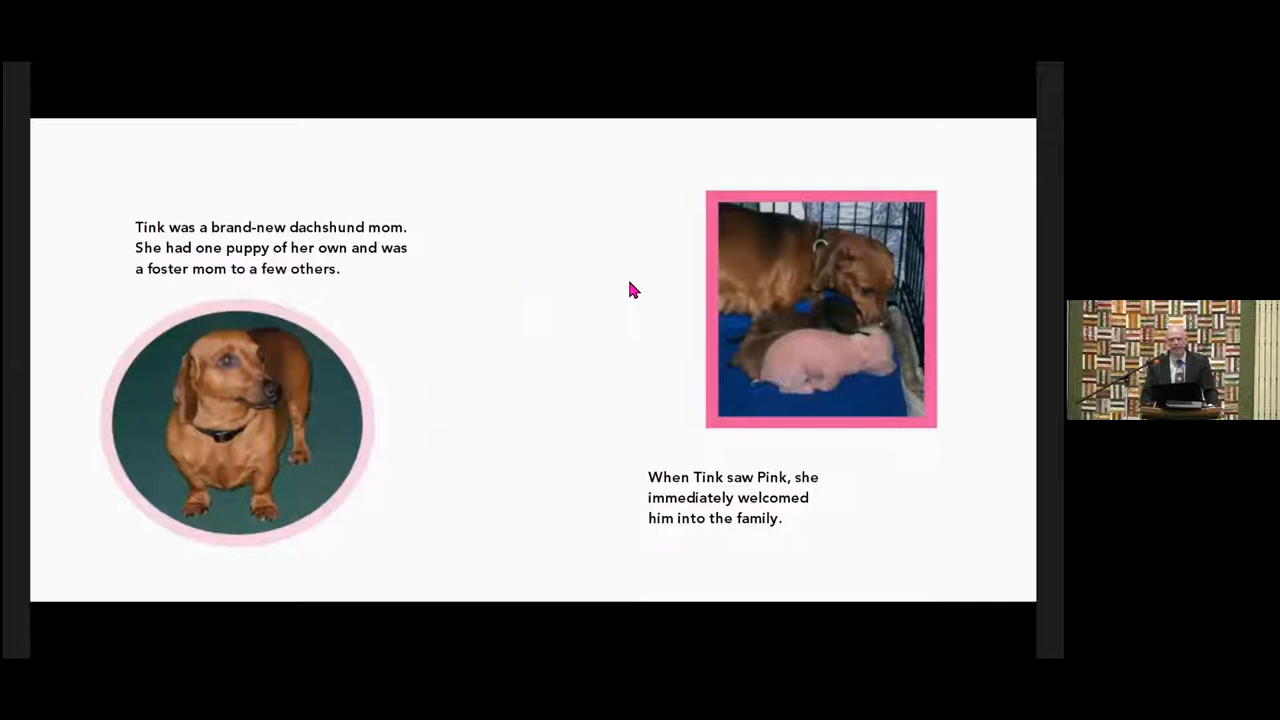 Tink was a brand-new dachshund mom.
She had one puppy of her own and was
a foster mom to a few others.
When Tink saw Pink, she
immediately welcomed
him into the family.